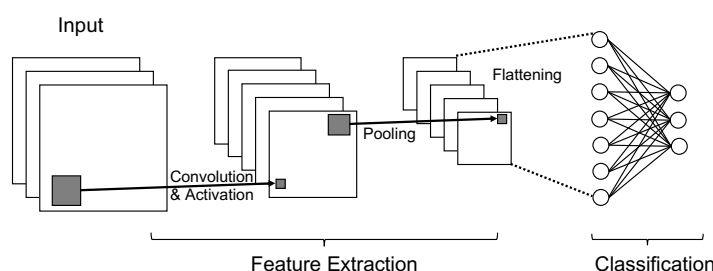 Input
Flattening
Pooling
Convolution
& Activation
Feature Extraction
Classification